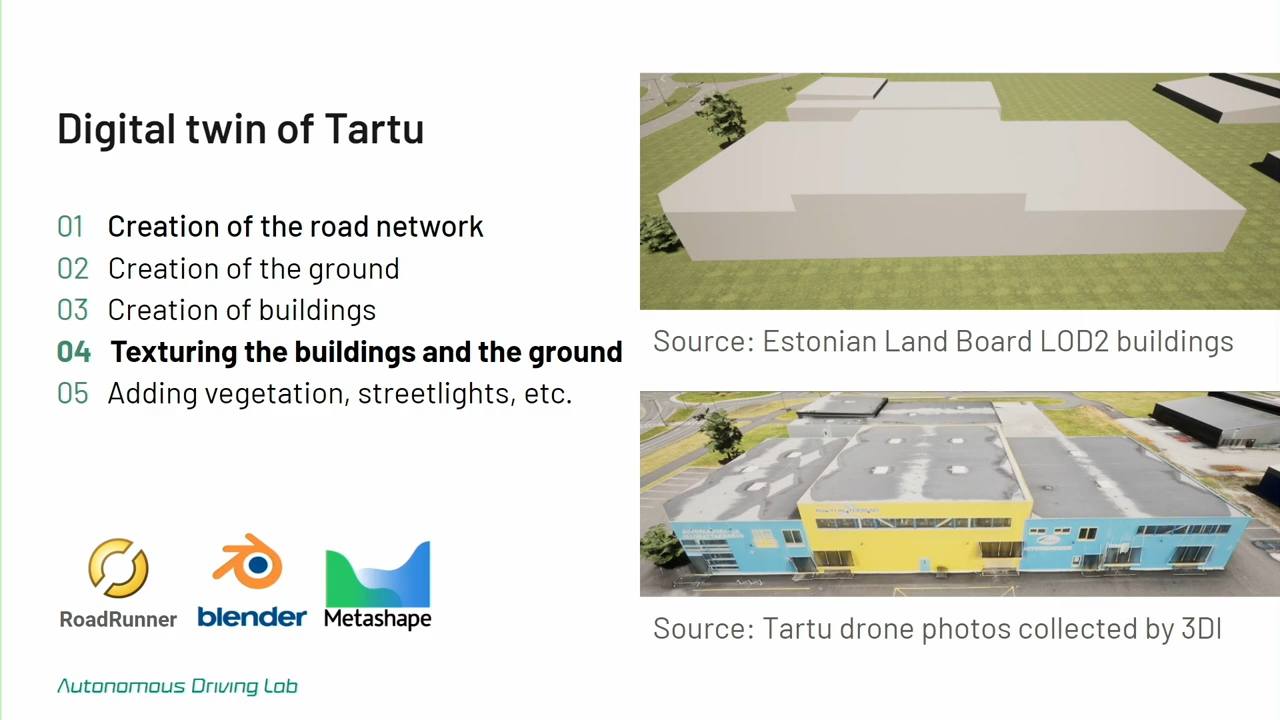 Digital twin of Tartu
01 Creation of the road network
02 Creation of the ground
03 Creation of buildings
04 Texturing the buildings and the ground
05 Adding vegetation, streetlights, etc.
RoadRunner
blender
Metashape
Autonomous Driving Lab
Source: Estonian Land Board LOD2 buildings
Source: Tartu drone photos collected by 3DI